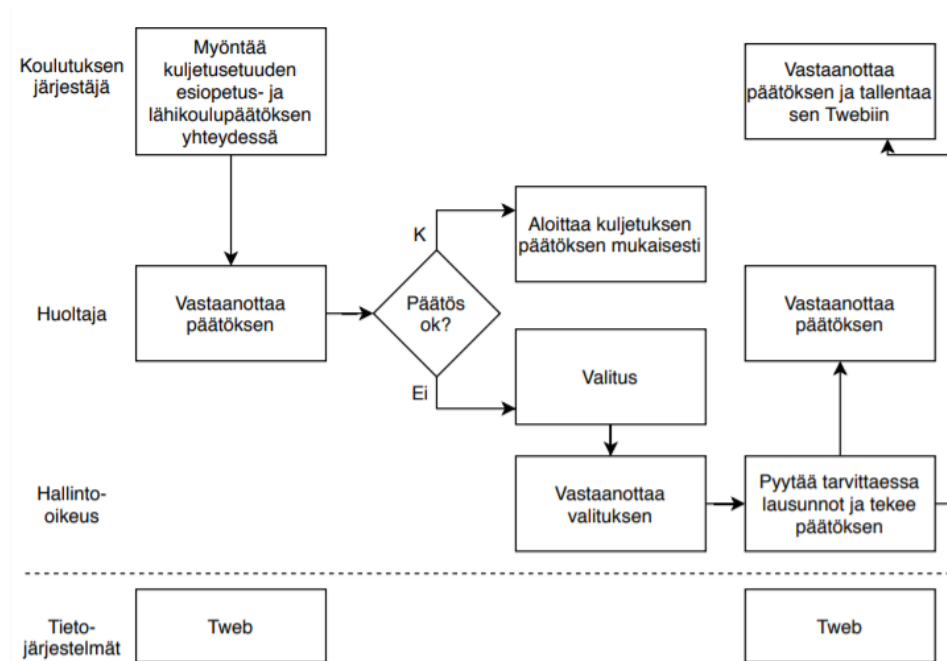 Koulutuksen
järjestäjä
Myöntää
kuljetusetuuden
esiopetus- ja
lähikoulupäätöksen
yhteydessä
Vastaanottaa
päätöksen ja tallentaa
sen Twebiin
K
Aloittaa kuljetuksen
päätöksen mukaisesti
Huoltaja
Vastaanottaa
päätöksen
Päätös
ok?
Vastaanottaa
päätöksen
Ei
Valitus
Hallinto-
oikeus
Vastaanottaa
valituksen
Pyytää tarvittaessa
lausunnot ja tekee
päätöksen
Tieto-
järjestelmät
Tweb
Tweb